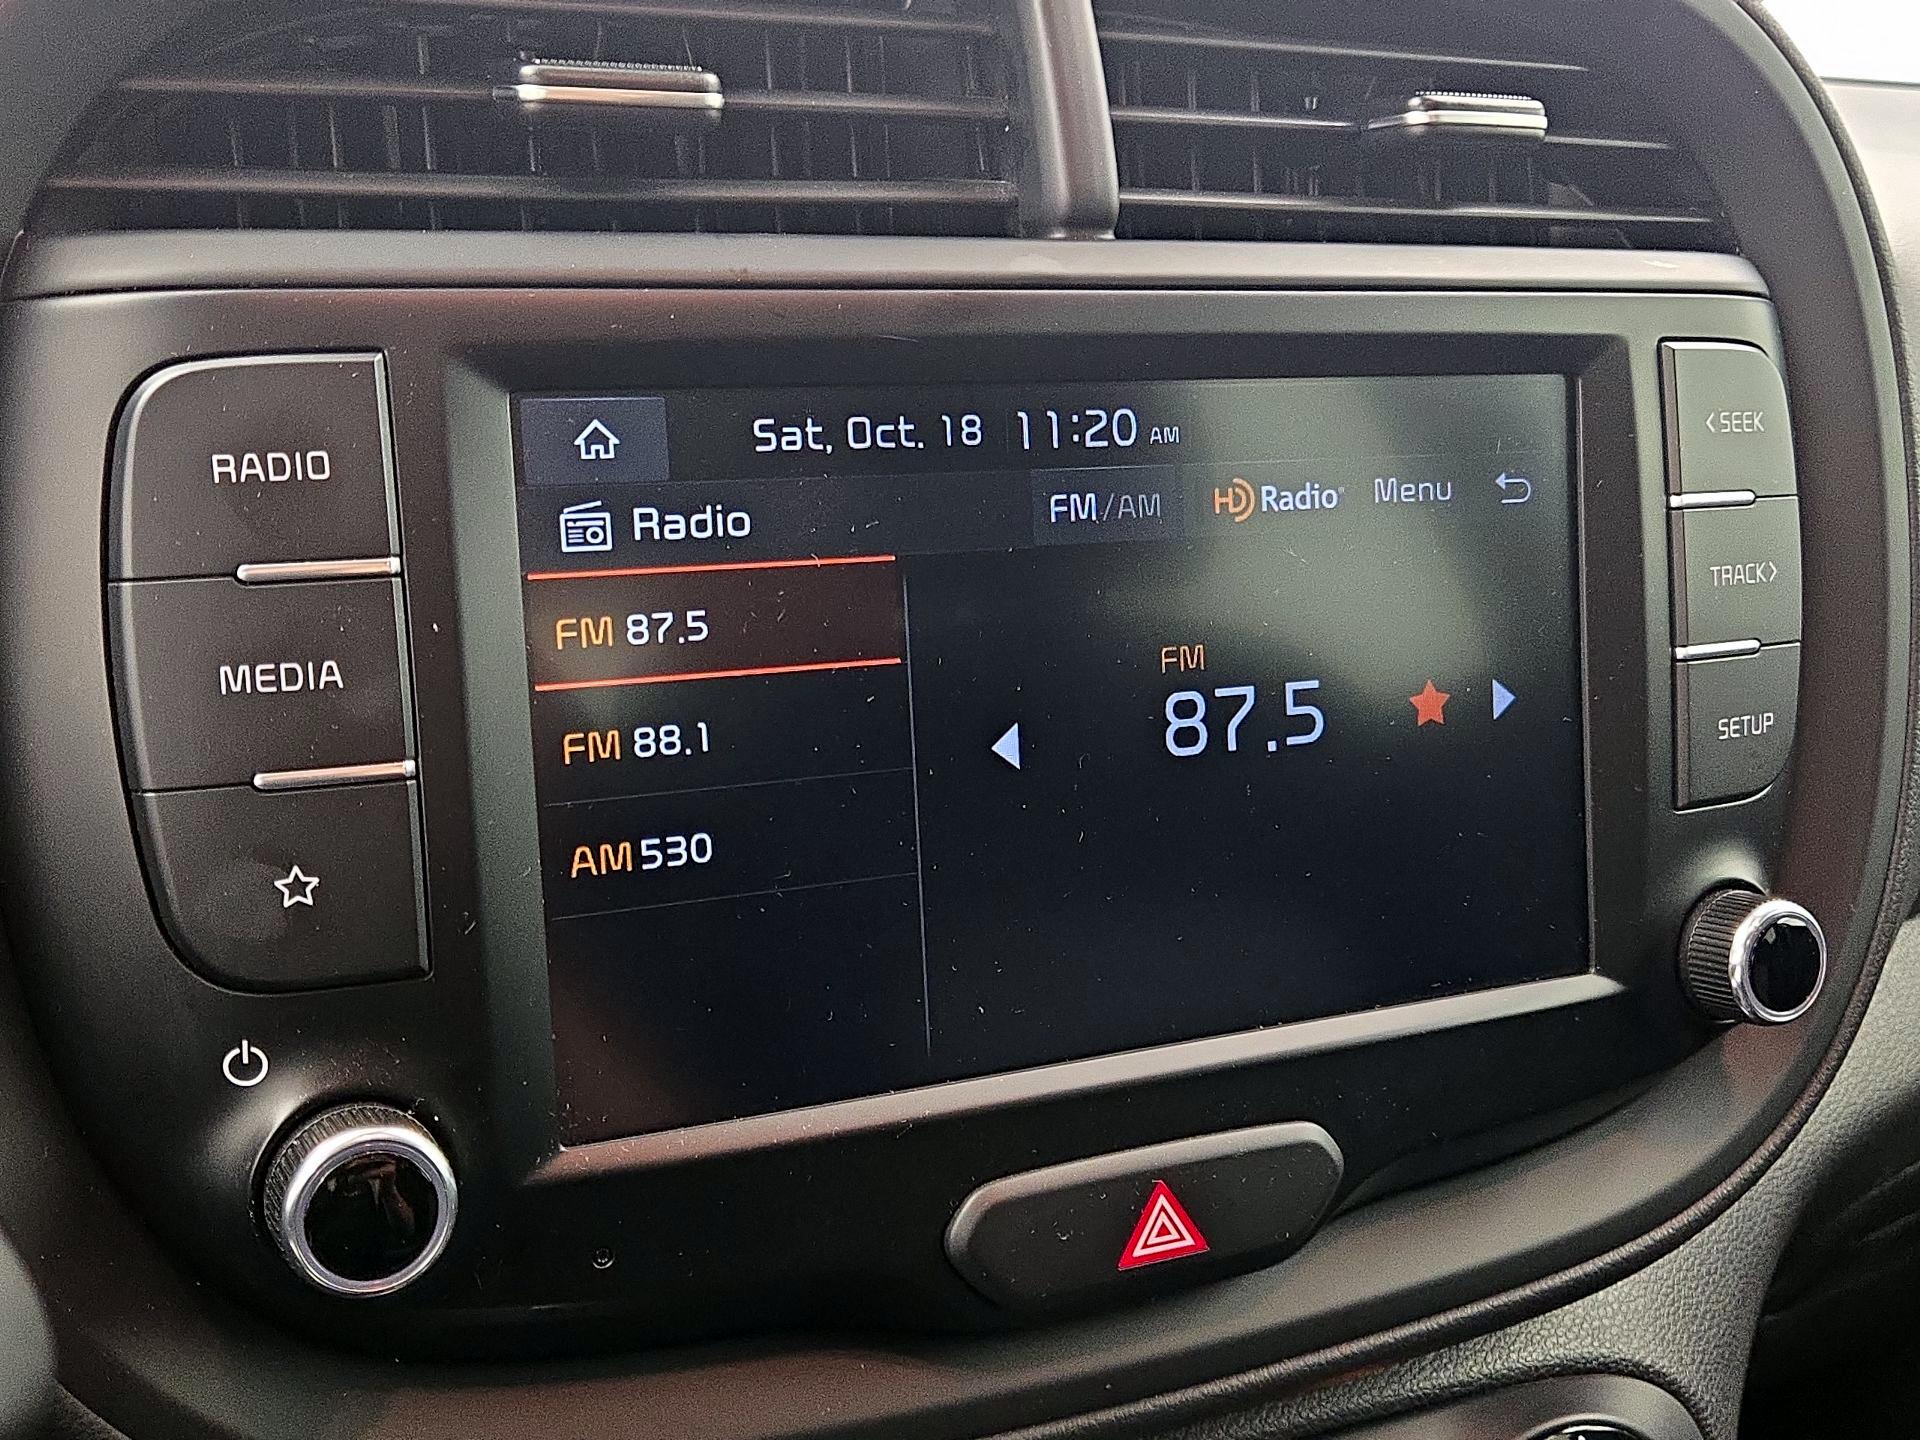 Sat, Oct. 18 11:20 AM
Radio FM/AM HD Radio® Menu
FM 87.5
FM 88.1
AM 530
FM
87.5
RADIO
MEDIA
<SEEK
TRACK>
SETUP